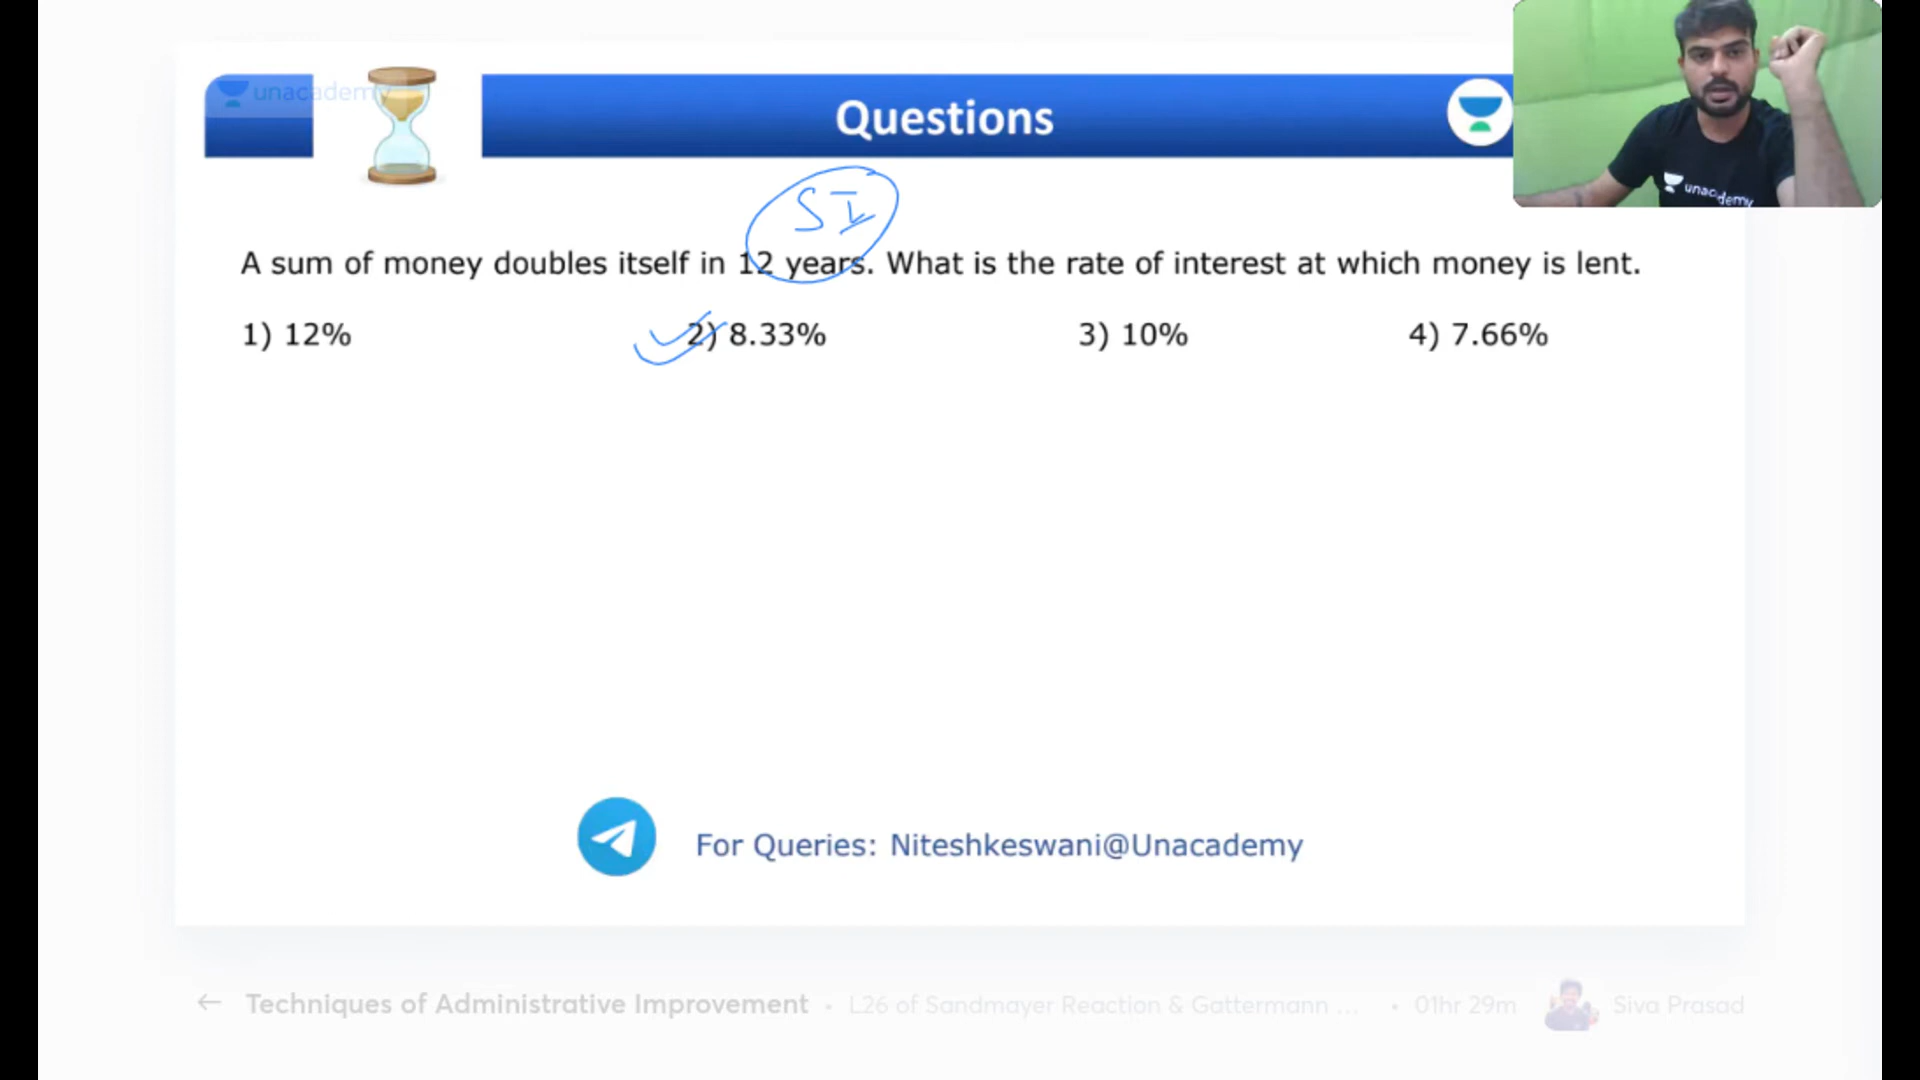 unacademy
Questions
unacademy
SI
A sum of money doubles itself in 12 years. What is the rate of interest at which money is lent.
1) 12%
2) 8.33%
3) 10%
4) 7.66%
For Queries: Niteshkeswani@Unacademy
← Techniques of Administrative Improvement • L26 of Sandmayer Reaction & Gattermann ... • 01hr 29m Siva Prasad